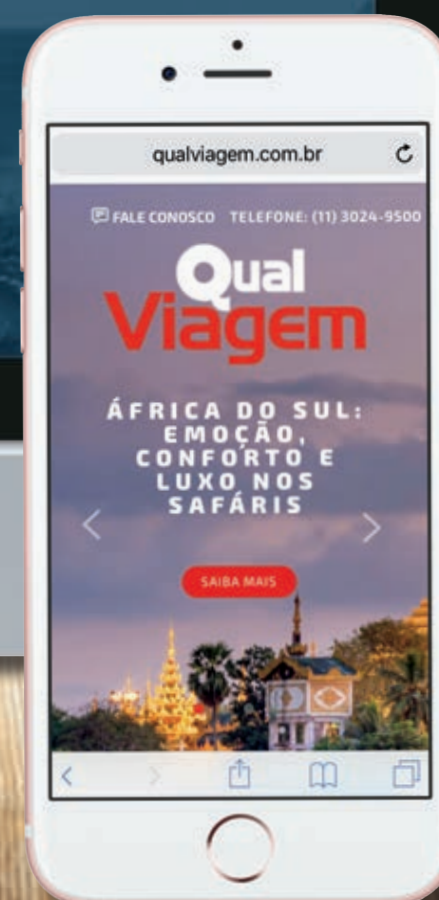 qualviagem.com.br
FALE CONOSCO TELEFONE: (11) 3024-9500
Qual
Viagem
ÁFRICA DO SUL:
EMOÇÃO,
CONFORTO E
LUXO NOS
SAFÁRIS
SAIBA MAIS